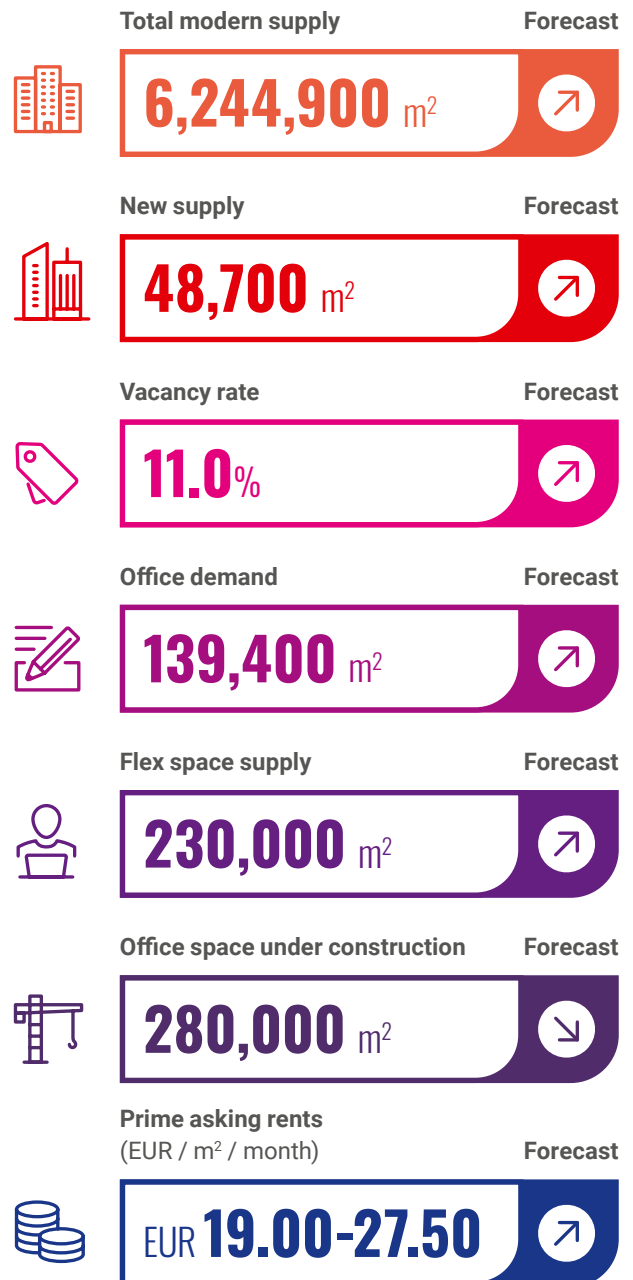 Total modern supply Forecast
6,244,900 m²
New supply Forecast
48,700 m²
Vacancy rate Forecast
11.0%
Office demand Forecast
139,400 m²
Flex space supply Forecast
230,000 m²
Office space under construction Forecast
280,000 m²
Prime asking rents
(EUR / m² / month) Forecast
EUR 19.00-27.50